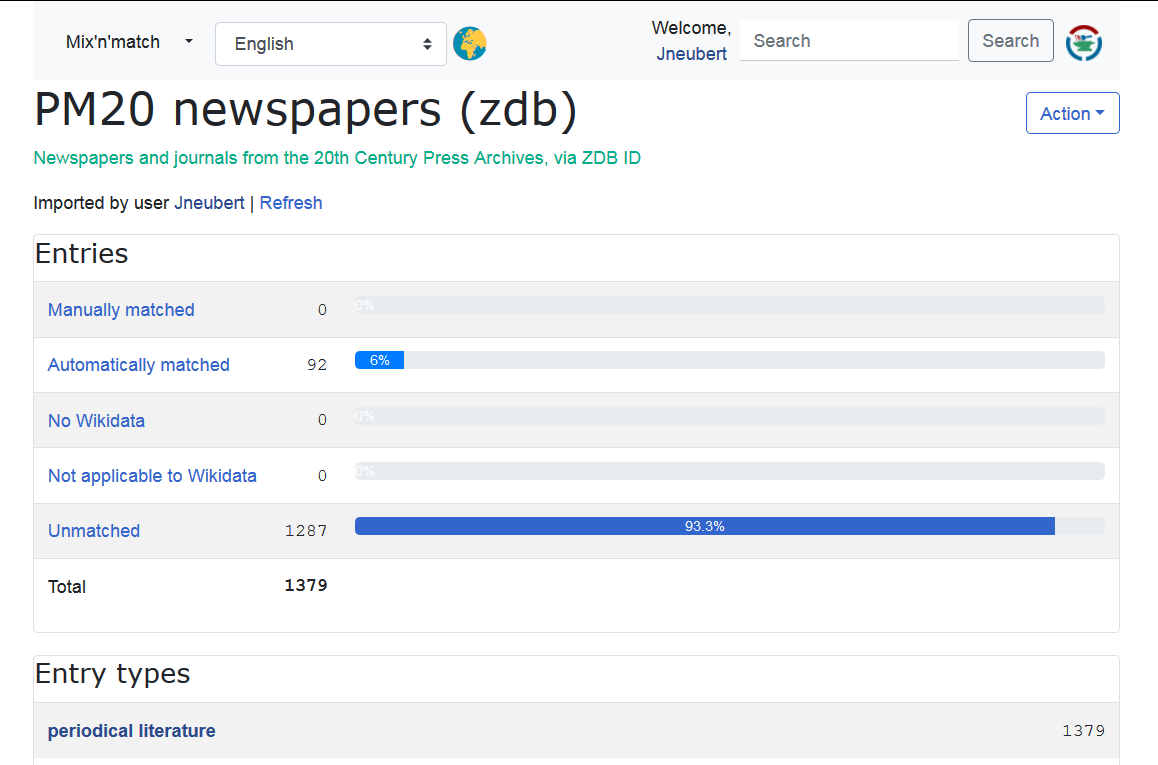 Mix'n'match English Welcome, Jneubert Search Search
PM20 newspapers (zdb) Action
Newspapers and journals from the 20th Century Press Archives, via ZDB ID
Imported by user Jneubert | Refresh
Entries
Manually matched 0 0%
Automatically matched 92 6%
No Wikidata 0 0%
Not applicable to Wikidata 0 0%
Unmatched 1287 93.3%
Total 1379
Entry types
periodical literature 1379